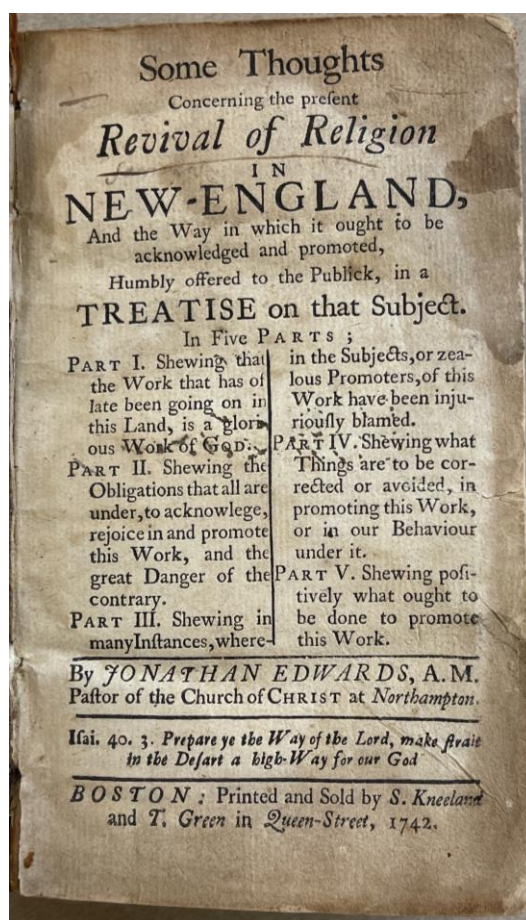 Some Thoughts
Concerning the preſent
Revival of Religion
IN
NEW-ENGLAND,
And the Way in which it ought to be
acknowledged and promoted,
Humbly offered to the Publick, in a
TREATISE on that Subject.
In Five PARTS;
PART I. Shewing that
the Work that has of
late been going on in
this Land, is a glori
ous Work of GOD.
PART II. Shewing the
Obligations that all are
under, to acknowlege,
rejoice in and promote
this Work, and the
great Danger of the
contrary.
PART III. Shewing in
many Inſtances, where-
in the Subjects, or zea-
lous Promoters, of this
Work have been inju-
riouſly blamed.
PART IV. Shewing what
Things are to be cor-
rected or avoided, in
promoting this Work,
or in our Behaviour
under it.
PART V. Shewing poſi-
tively what ought to
be done to promote
this Work.
By JONATHAN EDWARDS, A.M.
Paſtor of the Church of CHRIST at Northampton.
Iſai. 40. 3. Prepare ye the Way of the Lord, make ſtrait
in the Deſart a high-Way for our God
BOSTON: Printed and Sold by S. Kneeland
and T. Green in Queen-Street, 1742.